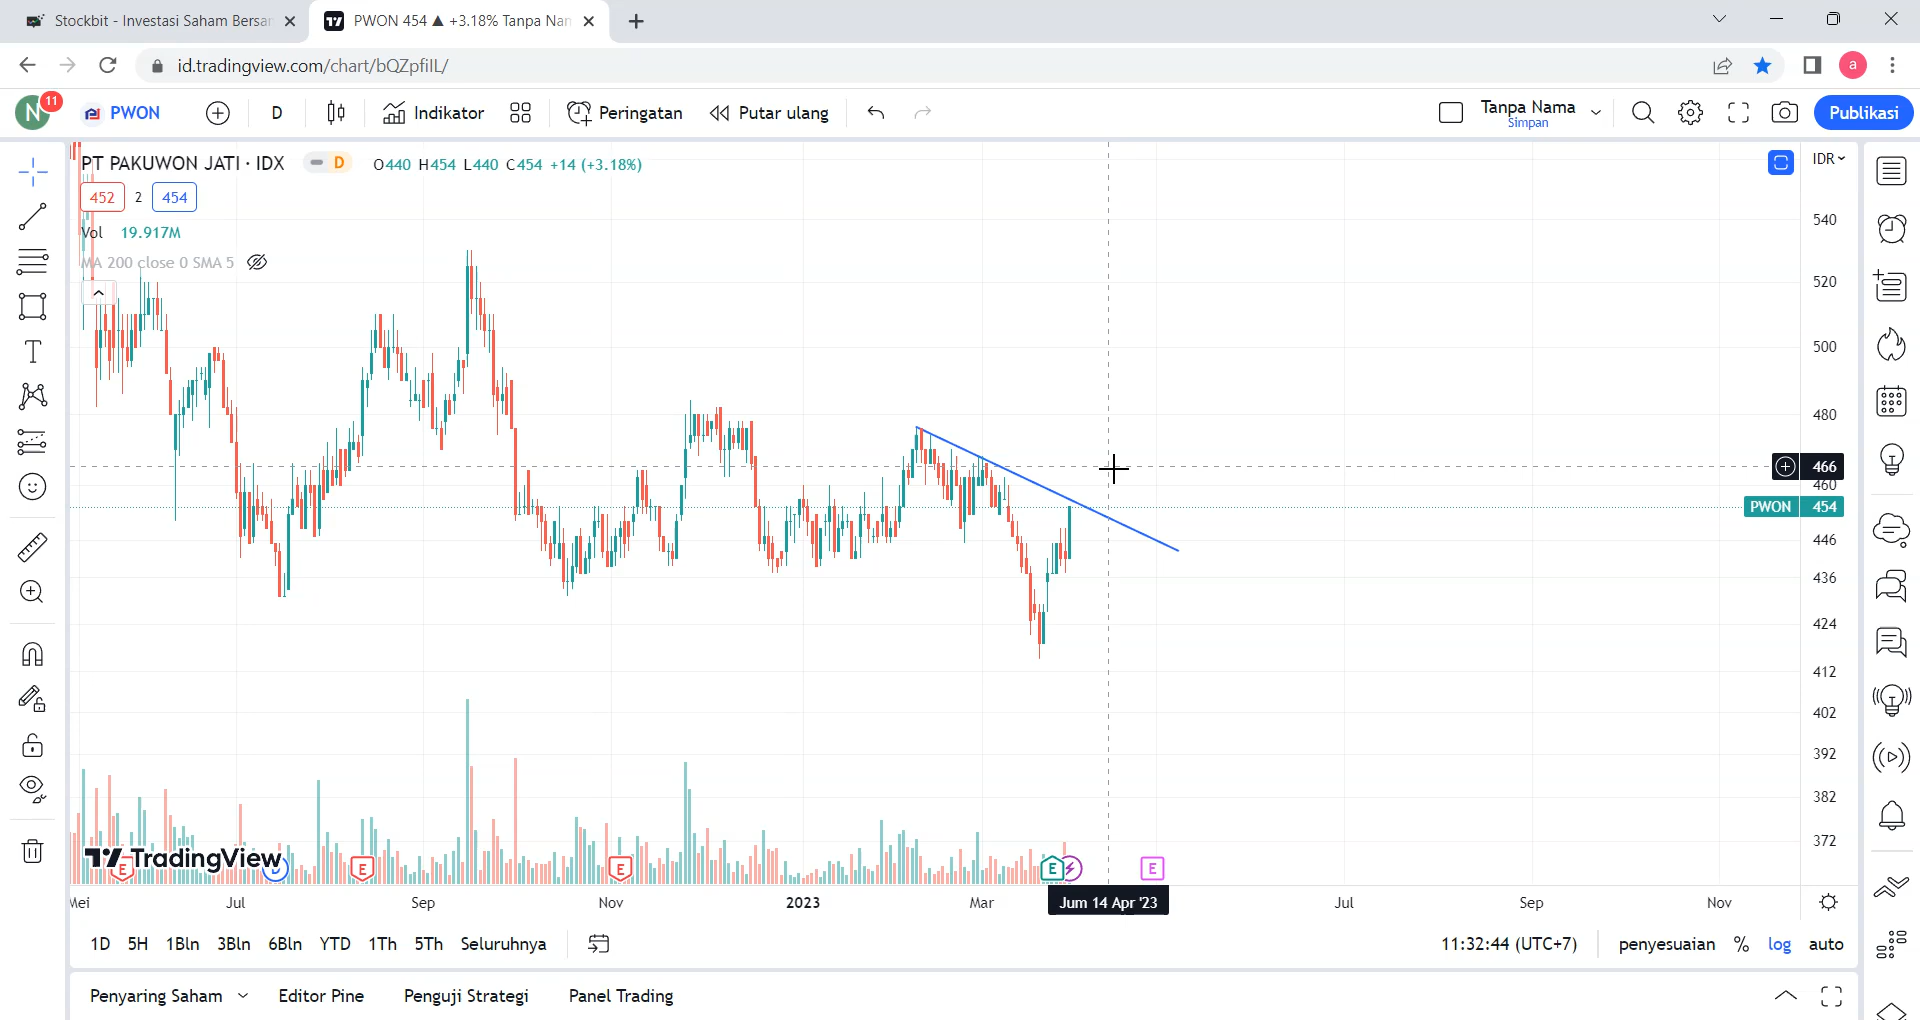 Stockbit - Investasi Saham Bersar
PWON 454 ▲ +3.18% Tanpa Nan
id.tradingview.com/chart/bQZpfilL/
a
N 11
PWON
D
Indikator
Peringatan
Putar ulang
Tanpa Nama
Simpan
Publikasi
PT PAKUWON JATI · IDX
D
O440 H454 L440 C454 +14 (+3.18%)
IDR
452 2 454
Vol 19.917M
MA 200 close 0 SMA 5
540
520
500
480
466
460
PWON 454
446
436
424
412
402
392
382
372
TradingView
E
D
E
E
E
E
Mei
Jul
Sep
Nov
2023
Mar
Jum 14 Apr '23
Jul
Sep
Nov
1D 5H 1Bln 3Bln 6Bln YTD 1Th 5Th Seluruhnya
11:32:44 (UTC+7)
penyesuaian % log auto
Penyaring Saham
Editor Pine
Penguji Strategi
Panel Trading